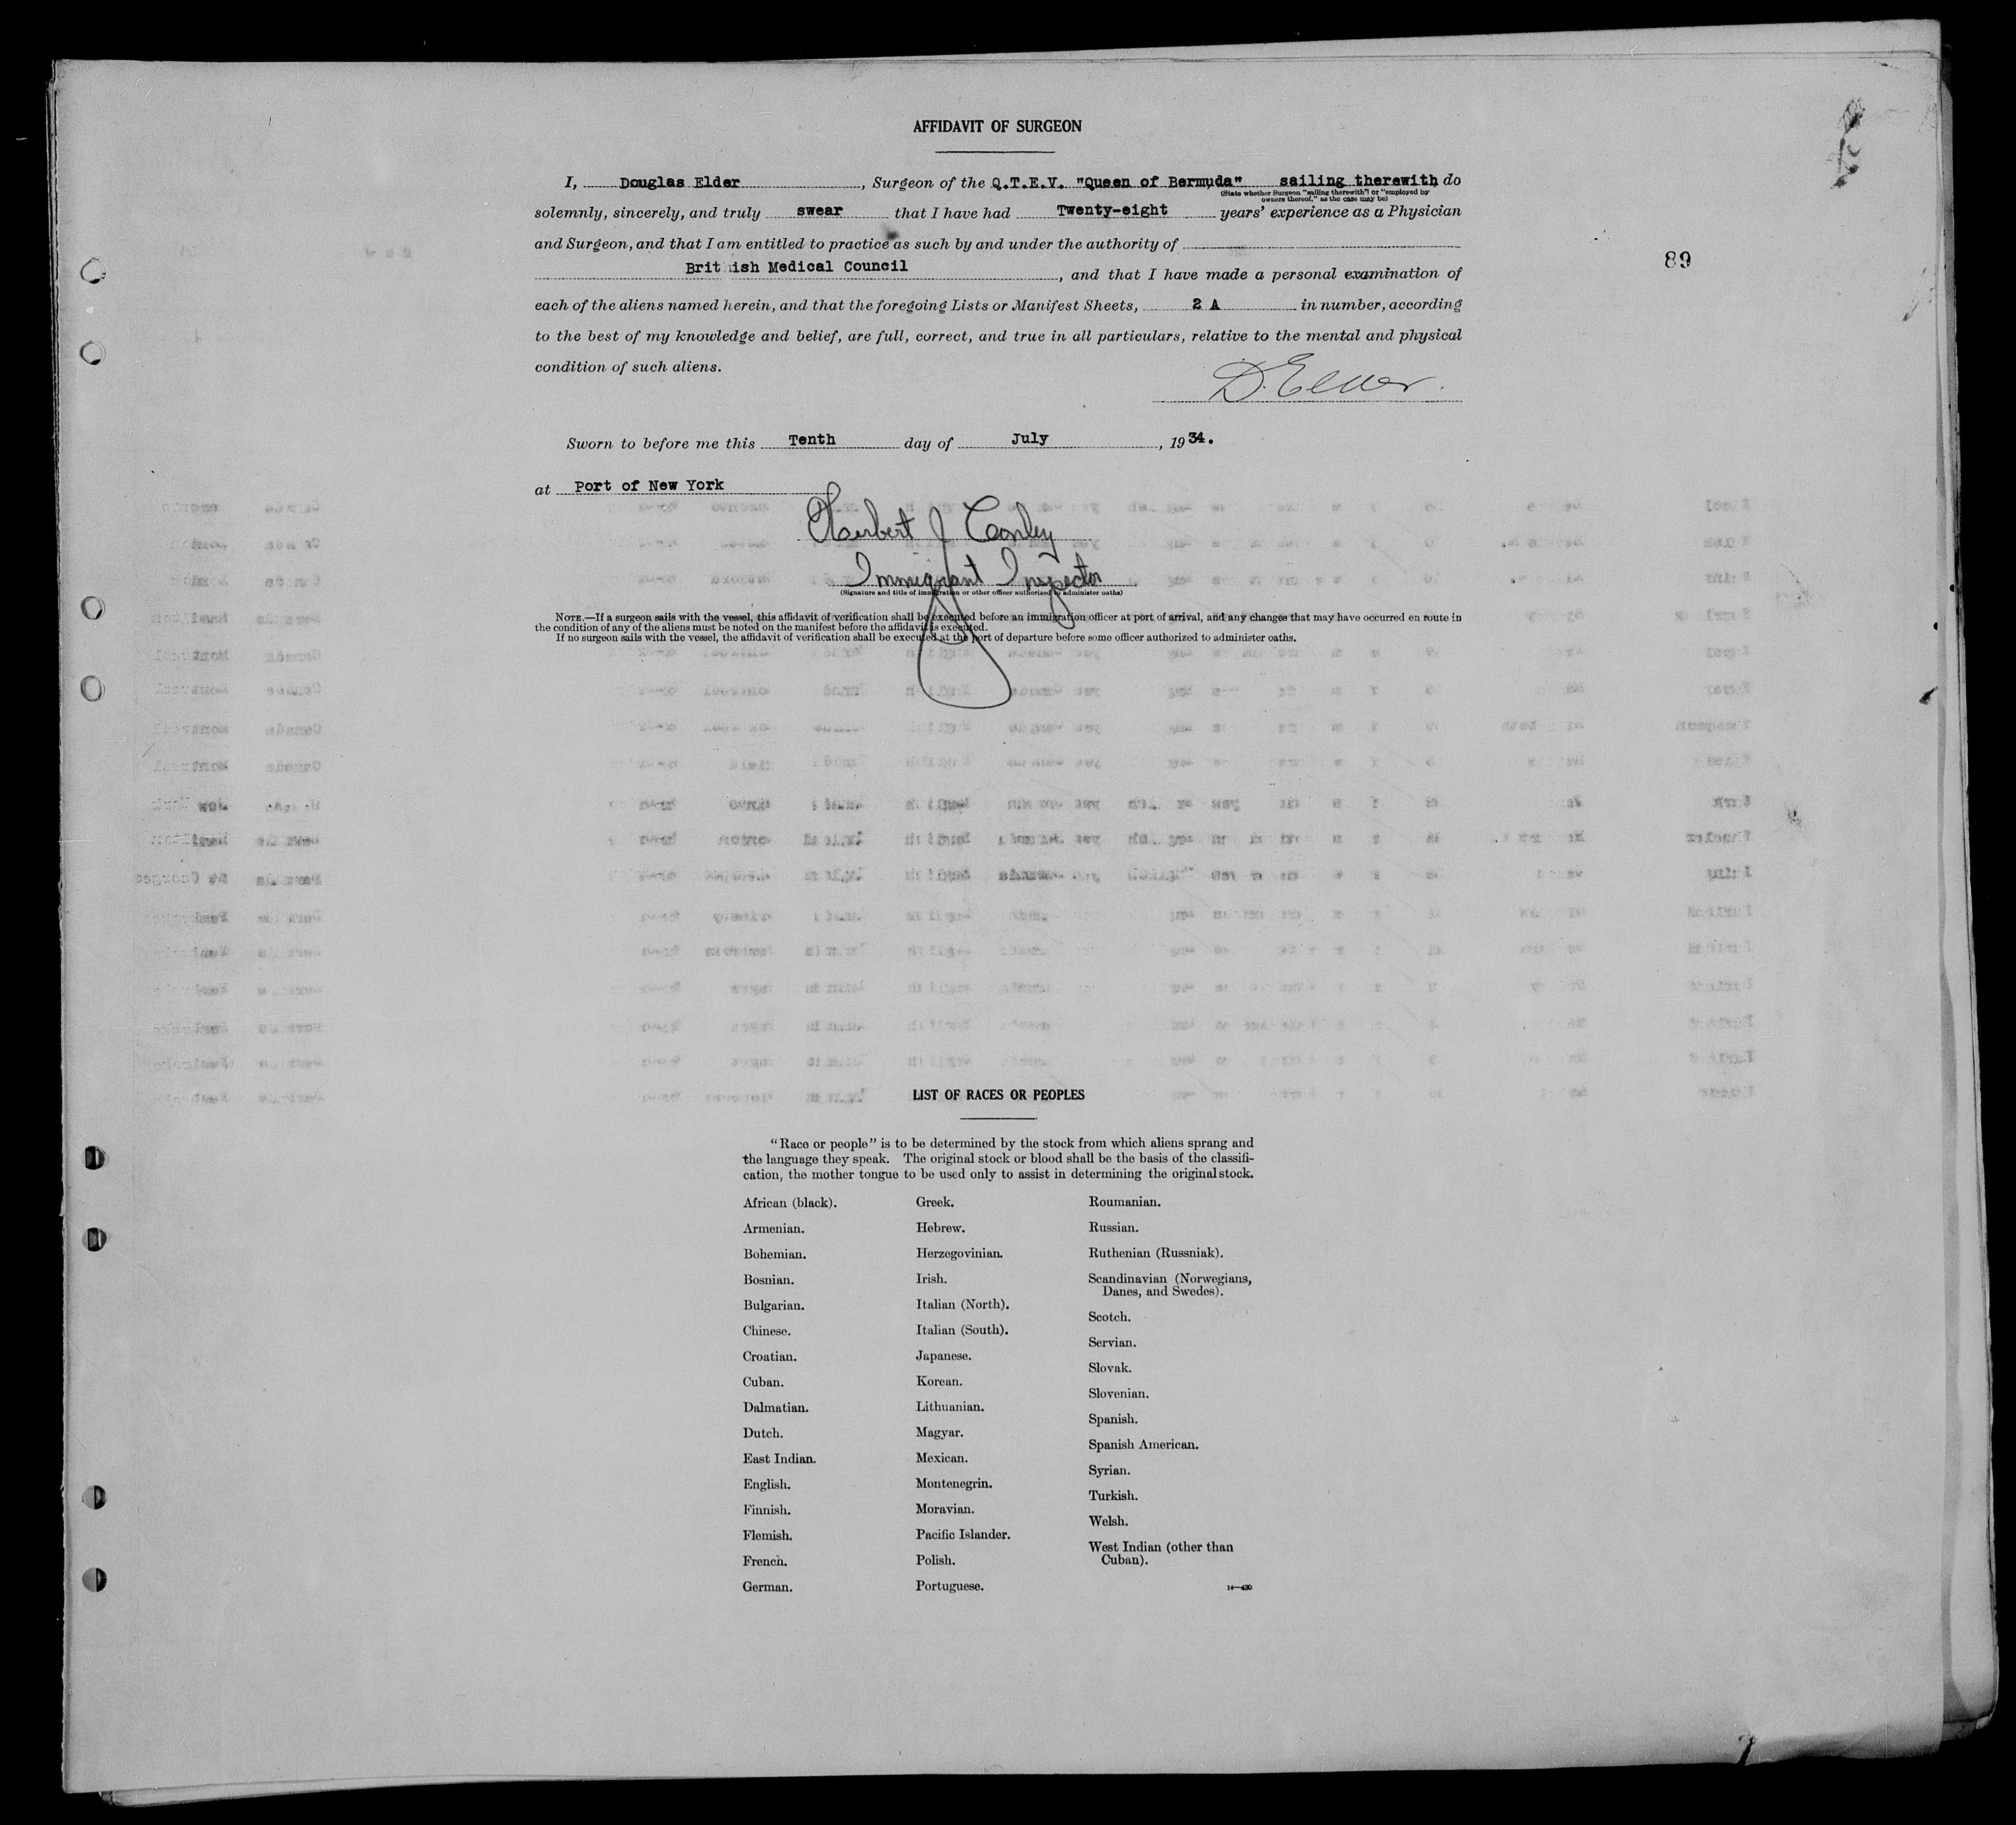 AFFIDAVIT OF SURGEON
I, Douglas Elder, Surgeon of the Q.T.E.V. "Queen of Bermuda" sailing therewith do
(State whether Surgeon "sailing therewith" or "employed by
owners thereof," as the case may be)
solemnly, sincerely, and truly swear that I have had Twenty-eight years' experience as a Physician
and Surgeon, and that I am entitled to practice as such by and under the authority of
89
British Medical Council, and that I have made a personal examination of
each of the aliens named herein, and that the foregoing Lists or Manifest Sheets, 2 A in number, according
to the best of my knowledge and belief, are full, correct, and true in all particulars, relative to the mental and physical
condition of such aliens.
D. Elder.
Sworn to before me this Tenth day of July, 1934.
at Port of New York
Herbert J Conley
Immigrant Inspector
(Signature and title of immigration or other officer authorized to administer oaths)
NOTE.—If a surgeon sails with the vessel, this affidavit of verification shall be executed before an immigration officer at port of arrival, and any changes that may have occurred en route in
the condition of any of the aliens must be noted on the manifest before the affidavit is executed.
If no surgeon sails with the vessel, the affidavit of verification shall be executed at the port of departure before some officer authorized to administer oaths.
LIST OF RACES OR PEOPLES
"Race or people" is to be determined by the stock from which aliens sprang and
the language they speak. The original stock or blood shall be the basis of the classifi-
cation, the mother tongue to be used only to assist in determining the original stock.
African (black).
Armenian.
Bohemian.
Bosnian.
Bulgarian.
Chinese.
Croatian.
Cuban.
Dalmatian.
Dutch.
East Indian.
English.
Finnish.
Flemish.
French.
German.
Greek.
Hebrew.
Herzegovinian.
Irish.
Italian (North).
Italian (South).
Japanese.
Korean.
Lithuanian.
Magyar.
Mexican.
Montenegrin.
Moravian.
Pacific Islander.
Polish.
Portuguese.
Roumanian.
Russian.
Ruthenian (Russniak).
Scandinavian (Norwegians,
Danes, and Swedes).
Scotch.
Servian.
Slovak.
Slovenian.
Spanish.
Spanish American.
Syrian.
Turkish.
Welsh.
West Indian (other than
Cuban).